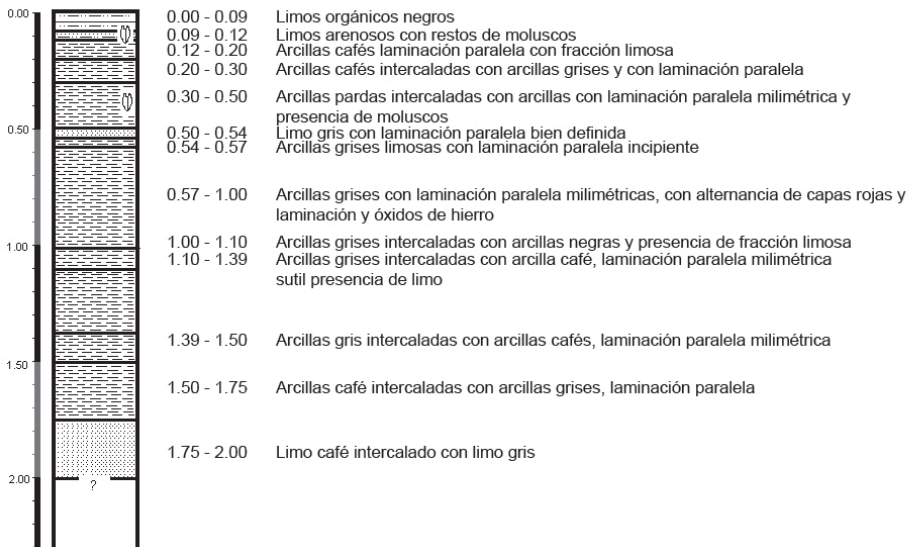 0.00
0.00 - 0.09 Limos orgánicos negros
0.09 - 0.12 Limos arenosos con restos de moluscos
0.12 - 0.20 Arcillas cafés laminación paralela con fracción limosa
0.20 - 0.30 Arcillas cafés intercaladas con arcillas grises y con laminación paralela
0.30 - 0.50 Arcillas pardas intercaladas con arcillas con laminación paralela milimétrica y
presencia de moluscos
0.50
0.50 - 0.54 Limo gris con laminación paralela bien definida
0.54 - 0.57 Arcillas grises limosas con laminación paralela incipiente
0.57 - 1.00 Arcillas grises con laminación paralela milimétricas, con alternancia de capas rojas y
laminación y óxidos de hierro
1.00
1.00 - 1.10 Arcillas grises intercaladas con arcillas negras y presencia de fracción limosa
1.10 - 1.39 Arcillas grises intercaladas con arcilla café, laminación paralela milimétrica
sutil presencia de limo
1.39 - 1.50 Arcillas gris intercaladas con arcillas cafés, laminación paralela milimétrica
1.50
1.50 - 1.75 Arcillas café intercaladas con arcillas grises, laminación paralela
1.75 - 2.00 Limo café intercalado con limo gris
2.00
?